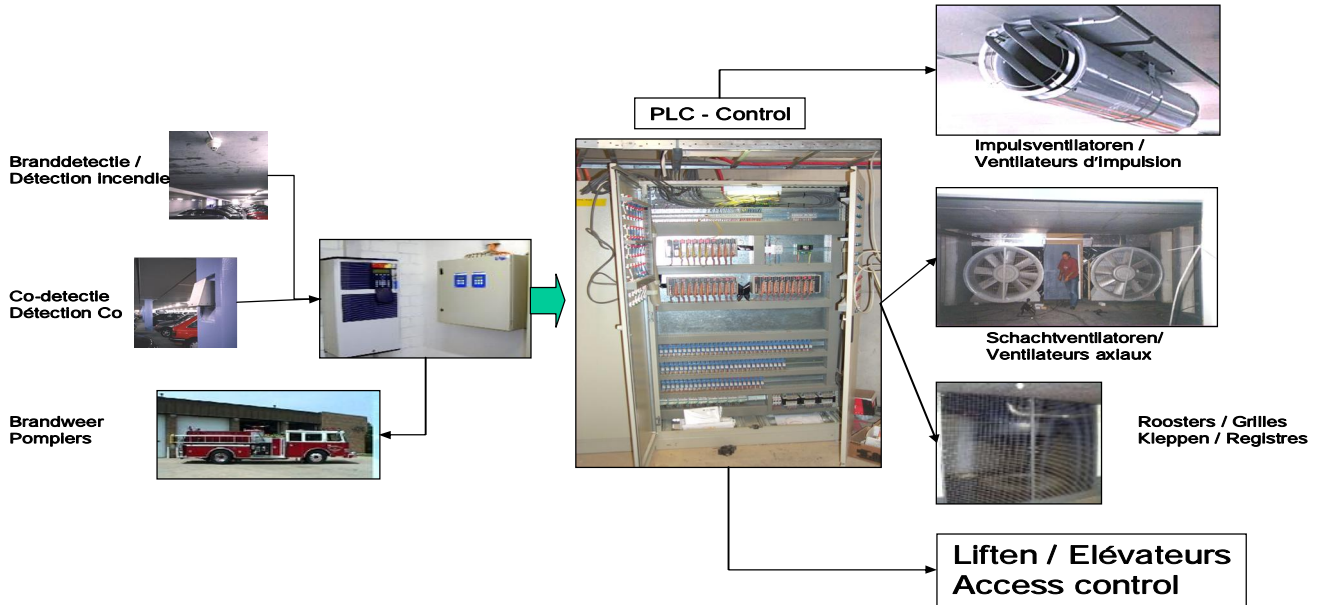 PLC - Control
Impulsventilatoren /
Ventilateurs d'impulsion
Branddetectie /
Détection incendie
Co-detectie
Détection Co
Schachtventilatoren/
Ventilateurs axiaux
Brandweer
Pompiers
Roosters / Grilles
Kleppen / Registres
Liften / Elévateurs
Access control